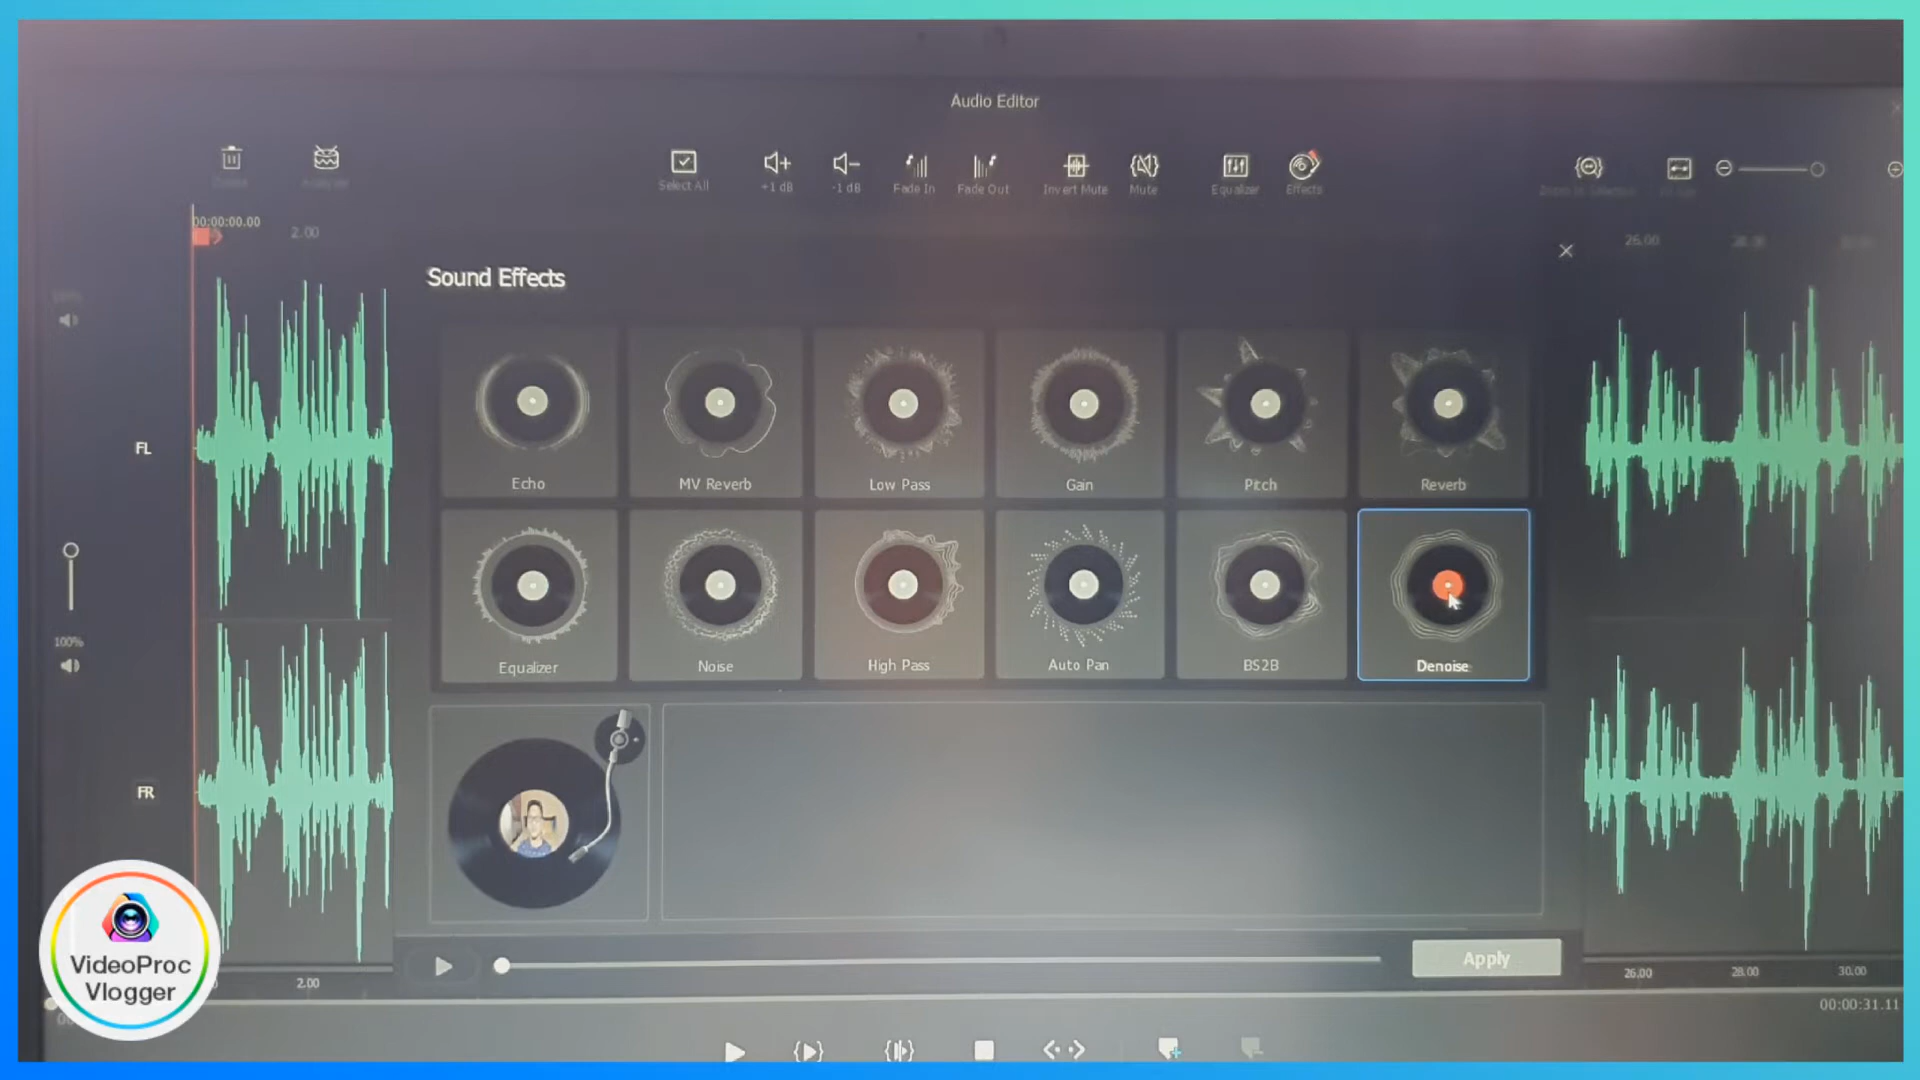 Audio Editor
Select All
+1 dB
-1 dB
Fade In
Fade Out
Invert Mute
Mute
Equalizer
Effects
00:00:00.00
2.00
26.00
Sound Effects
Echo
MV Reverb
Low Pass
Gain
Pitch
Reverb
FL
Equalizer
Noise
High Pass
Auto Pan
BS2B
Denoise
100%
FR
Apply
2.00
26.00
28.00
30.00
00:00:31.11
VideoProc
Vlogger